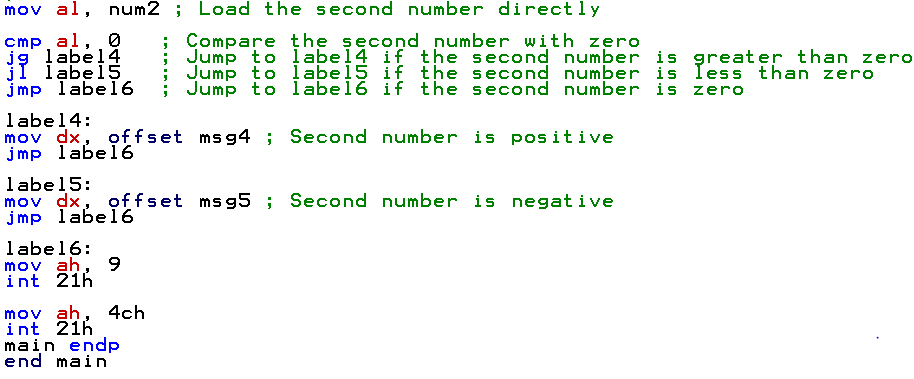 mov al, num2 ; Load the second number directly
cmp al, 0 ; Compare the second number with zero
jg label4 ; Jump to label4 if the second number is greater than zero
jl label5 ; Jump to label5 if the second number is less than zero
jmp label6 ; Jump to label6 if the second number is zero
label4:
mov dx, offset msg4 ; Second number is positive
jmp label6
label5:
mov dx, offset msg5 ; Second number is negative
jmp label6
label6:
mov ah, 9
int 21h
mov ah, 4ch
int 21h
main endp
end main